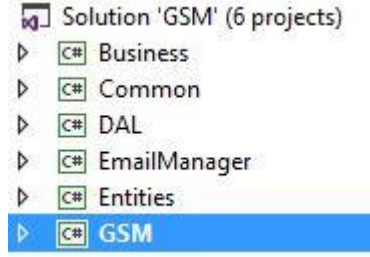 Solution 'GSM' (6 projects)
C# Business
C# Common
C# DAL
C# EmailManager
C# Entities
C# GSM